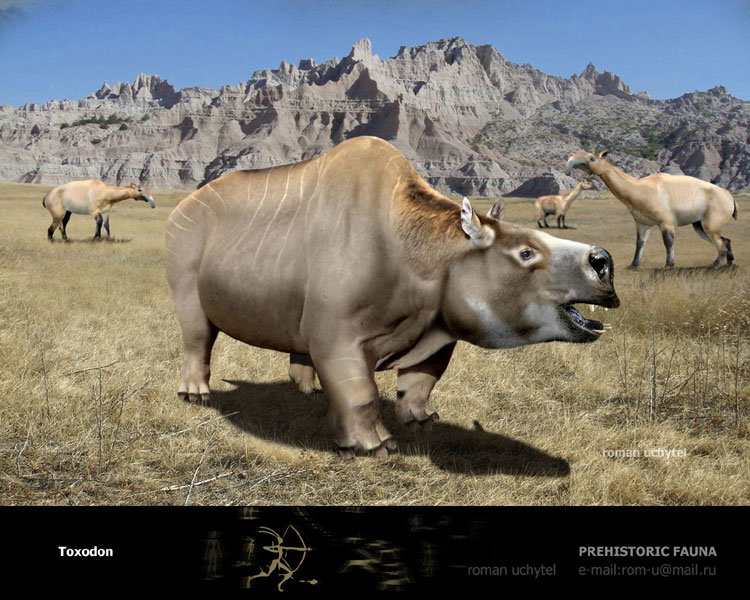 roman uchytel
Toxodon
PREHISTORIC FAUNA
roman uchytel e-mail:rom-u@mail.ru